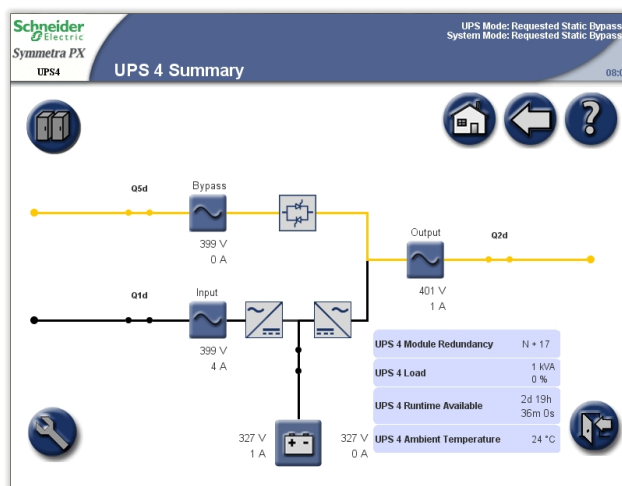 Schneider
Electric
UPS Mode: Requested Static Bypass
System Mode: Requested Static Bypass
Symmetra PX
UPS4
UPS 4 Summary
08:0
Q5d
Bypass
399 V
0 A
Output
Q2d
401 V
1 A
Q1d
Input
399 V
4 A
UPS 4 Module Redundancy N + 17
UPS 4 Load 1 kVA
0 %
UPS 4 Runtime Available 2d 19h
36m 0s
UPS 4 Ambient Temperature 24 °C
327 V
1 A
327 V
0 A